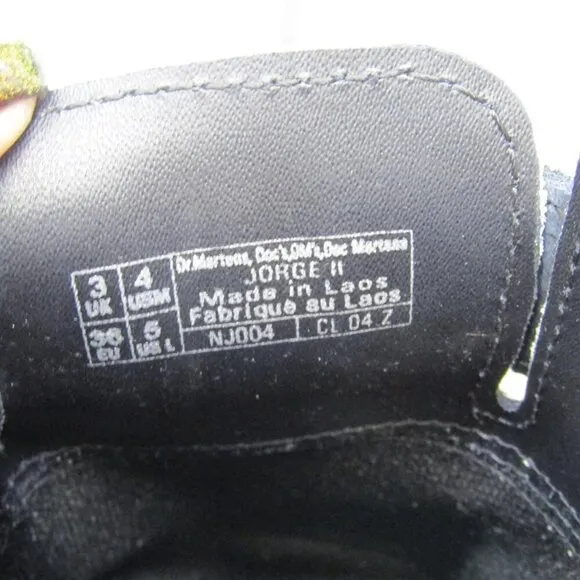 3 UK
4 USM
36 EU
5 US L
Dr.Martens, Doc's,DM's,Doc Martens
JORGE II
Made in Laos
Fabrique au Laos
NJ004
CL 04 Z